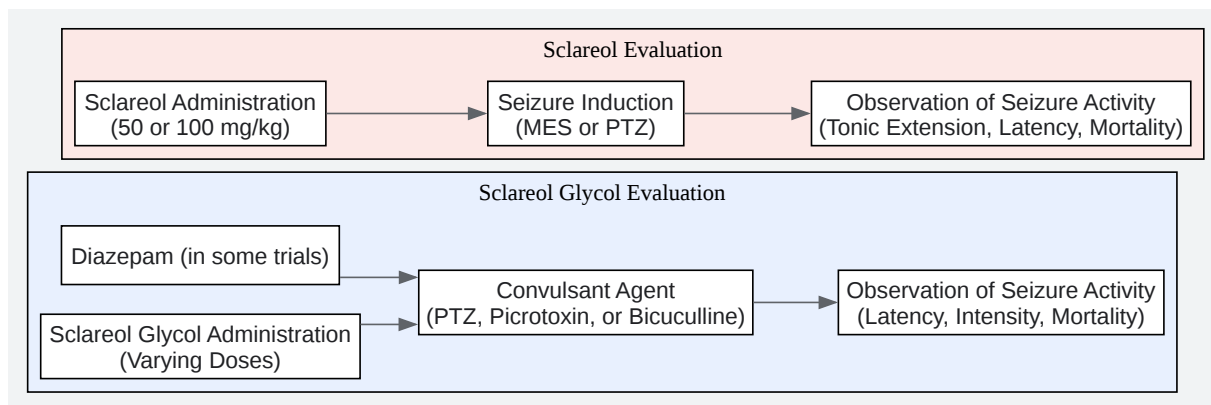 Sclareol Evaluation
Sclareol Administration
(50 or 100 mg/kg)
Seizure Induction
(MES or PTZ)
Observation of Seizure Activity
(Tonic Extension, Latency, Mortality)
Sclareol Glycol Evaluation
Diazepam (in some trials)
Sclareol Glycol Administration
(Varying Doses)
Convulsant Agent
(PTZ, Picrotoxin, or Bicuculline)
Observation of Seizure Activity
(Latency, Intensity, Mortality)